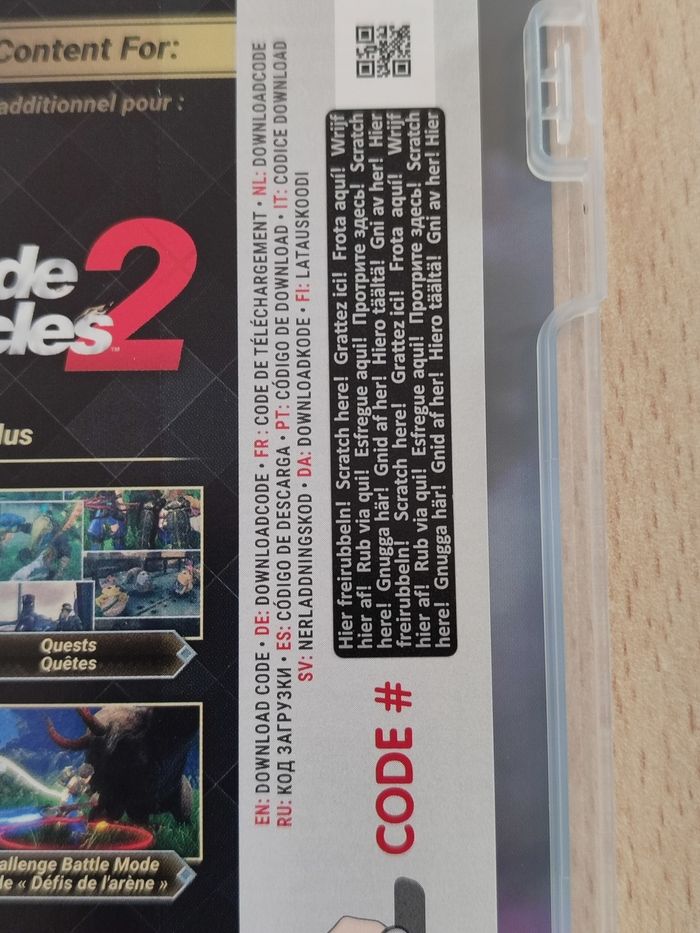 Content For:
additionnel pour :
de
cles 2
™
lus
Quests
Quêtes
allenge Battle Mode
le « Défis de l'arène »
EN: DOWNLOAD CODE • DE: DOWNLOADCODE • FR : CODE DE TÉLÉCHARGEMENT • NL: DOWNLOADCODE
RU: КОД ЗАГРУЗКИ • ES: CÓDIGO DE DESCARGA • PT: CÓDIGO DE DOWNLOAD • IT: CODICE DOWNLOAD
SV: NERLADDNINGSKOD • DA: DOWNLOADKODE • FI: LATAUSKOODI
Hier freirubbeln! Scratch here! Grattez ici! Frota aquí! Wrijf
hier af! Rub via qui! Esfregue aqui! Протрите здесь! Scratch
here! Gnugga här! Gnid af her! Hiero täältä! Gni av her! Hier
freirubbeln! Scratch here! Grattez ici! Frota aquí! Wrijf
hier af! Rub via qui! Esfregue aqui! Протрите здесь! Scratch
here! Gnugga här! Gnid af her! Hiero täältä! Gni av her! Hier
CODE #